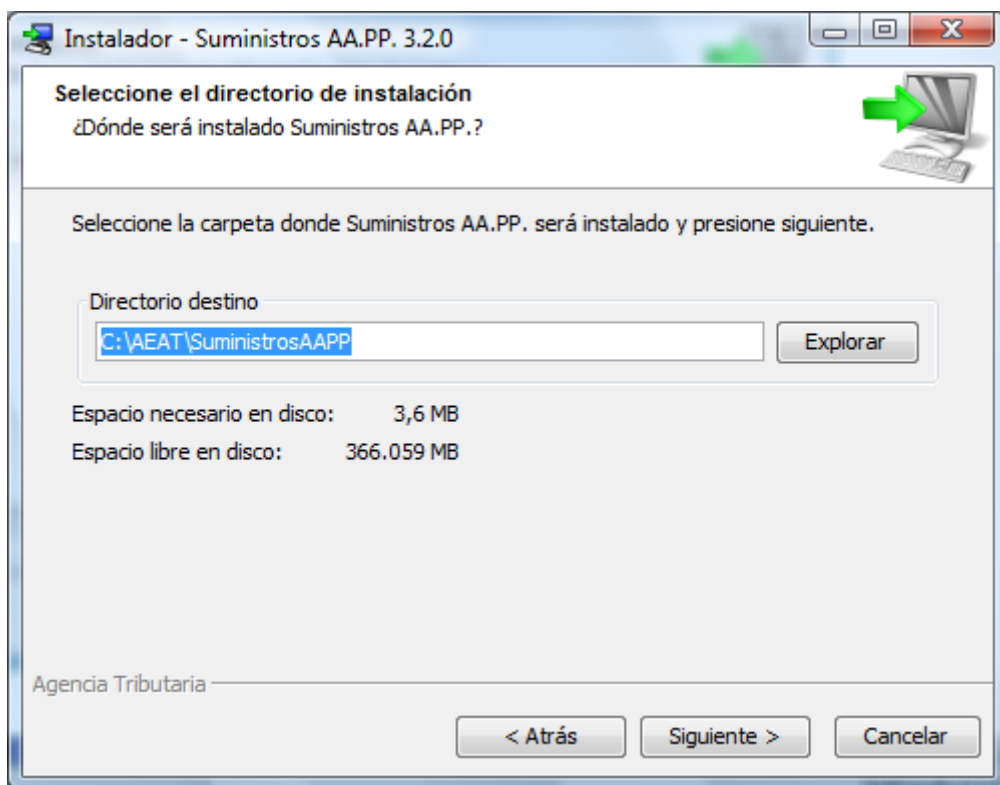 Instalador - Suministros AA.PP. 3.2.0
Seleccione el directorio de instalación
¿Dónde será instalado Suministros AA.PP.?
Seleccione la carpeta donde Suministros AA.PP. será instalado y presione siguiente.
Directorio destino
C:\AEAT\SuministrosAAPP
Explorar
Espacio necesario en disco: 3,6 MB
Espacio libre en disco: 366.059 MB
Agencia Tributaria
< Atrás Siguiente > Cancelar